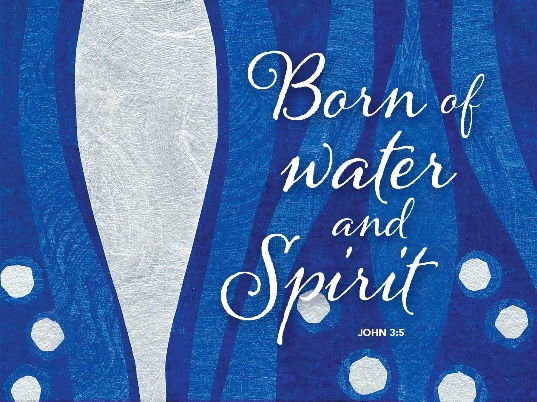 Born of
water
and
Spirit
JOHN 3:5